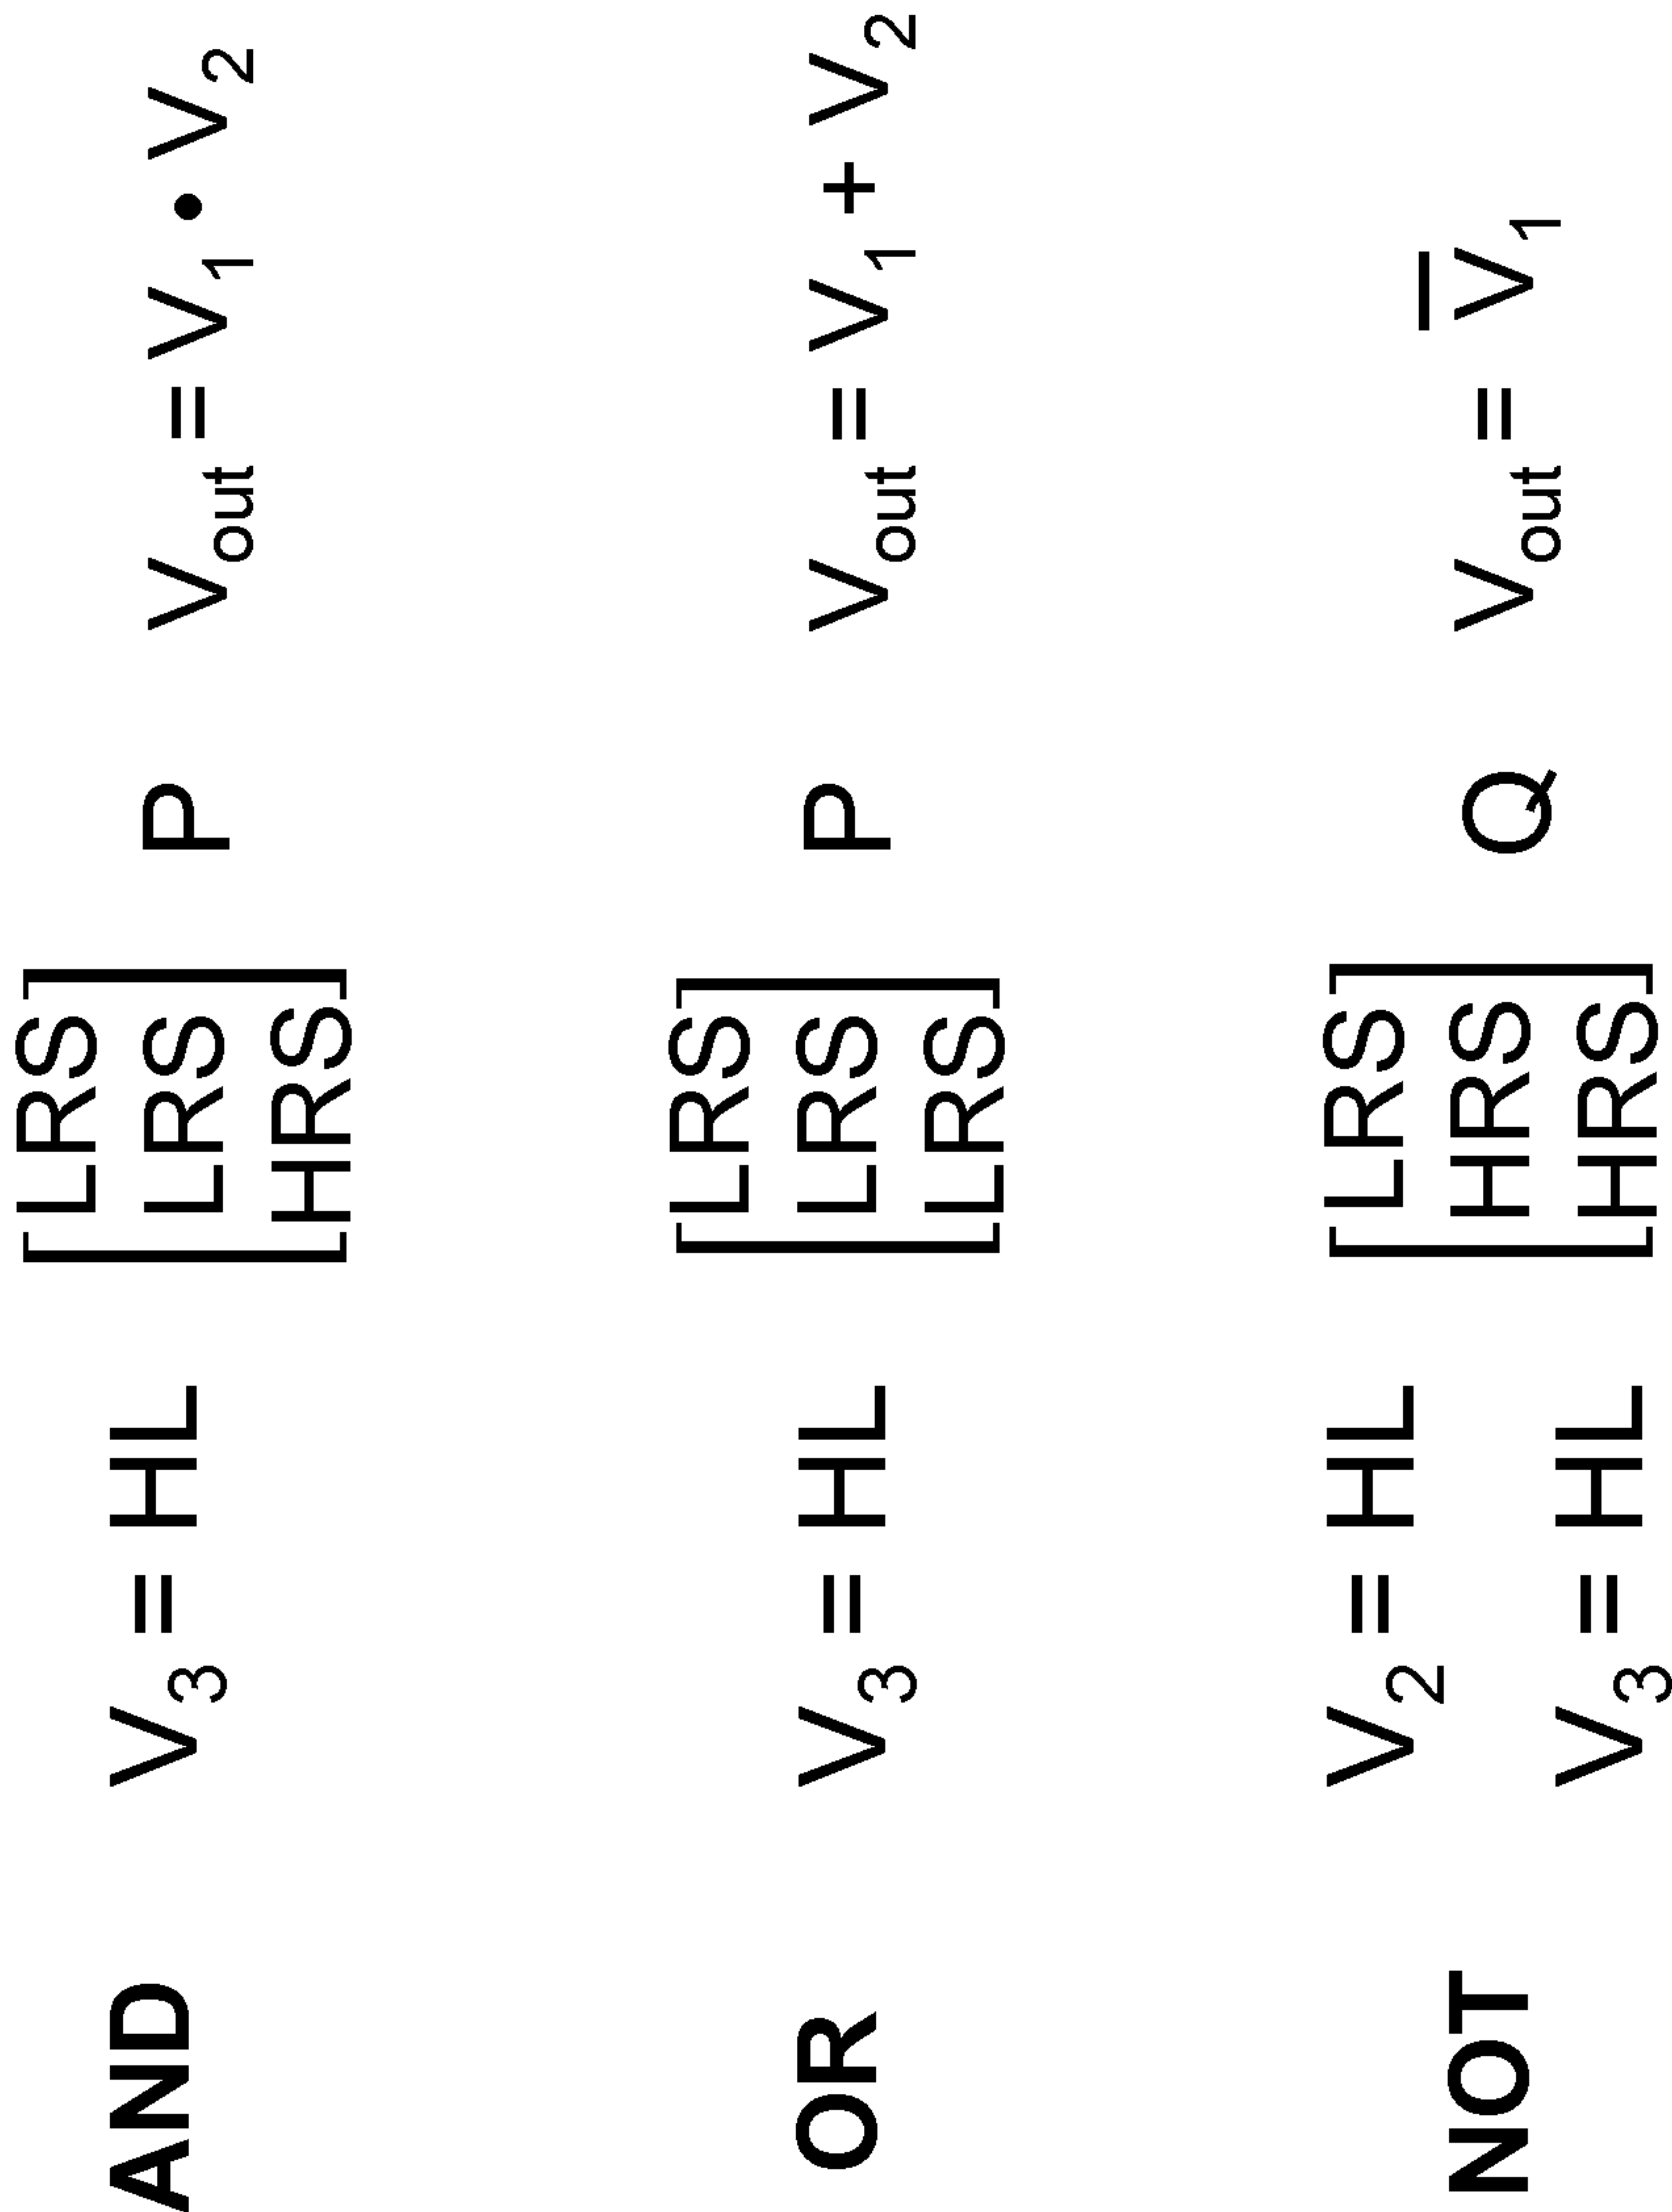 AND V₃ = HL [LRS LRS HRS] P Vout = V₁ • V₂
OR V₃ = HL [LRS LRS LRS] P Vout = V₁ + V₂
NOT V₂ = HL V₃ = HL [LRS HRS HRS] Q Vout = V̅₁